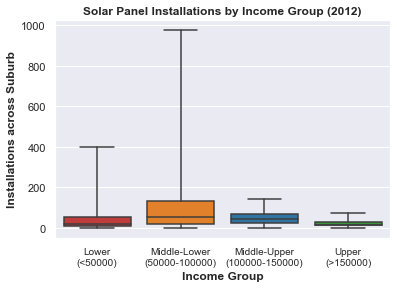 Solar Panel Installations by Income Group (2012)
Installations across Suburb
1000
800
600
400
200
0
Lower
(<50000)
Middle-Lower
(50000-100000)
Middle-Upper
(100000-150000)
Upper
(>150000)
Income Group